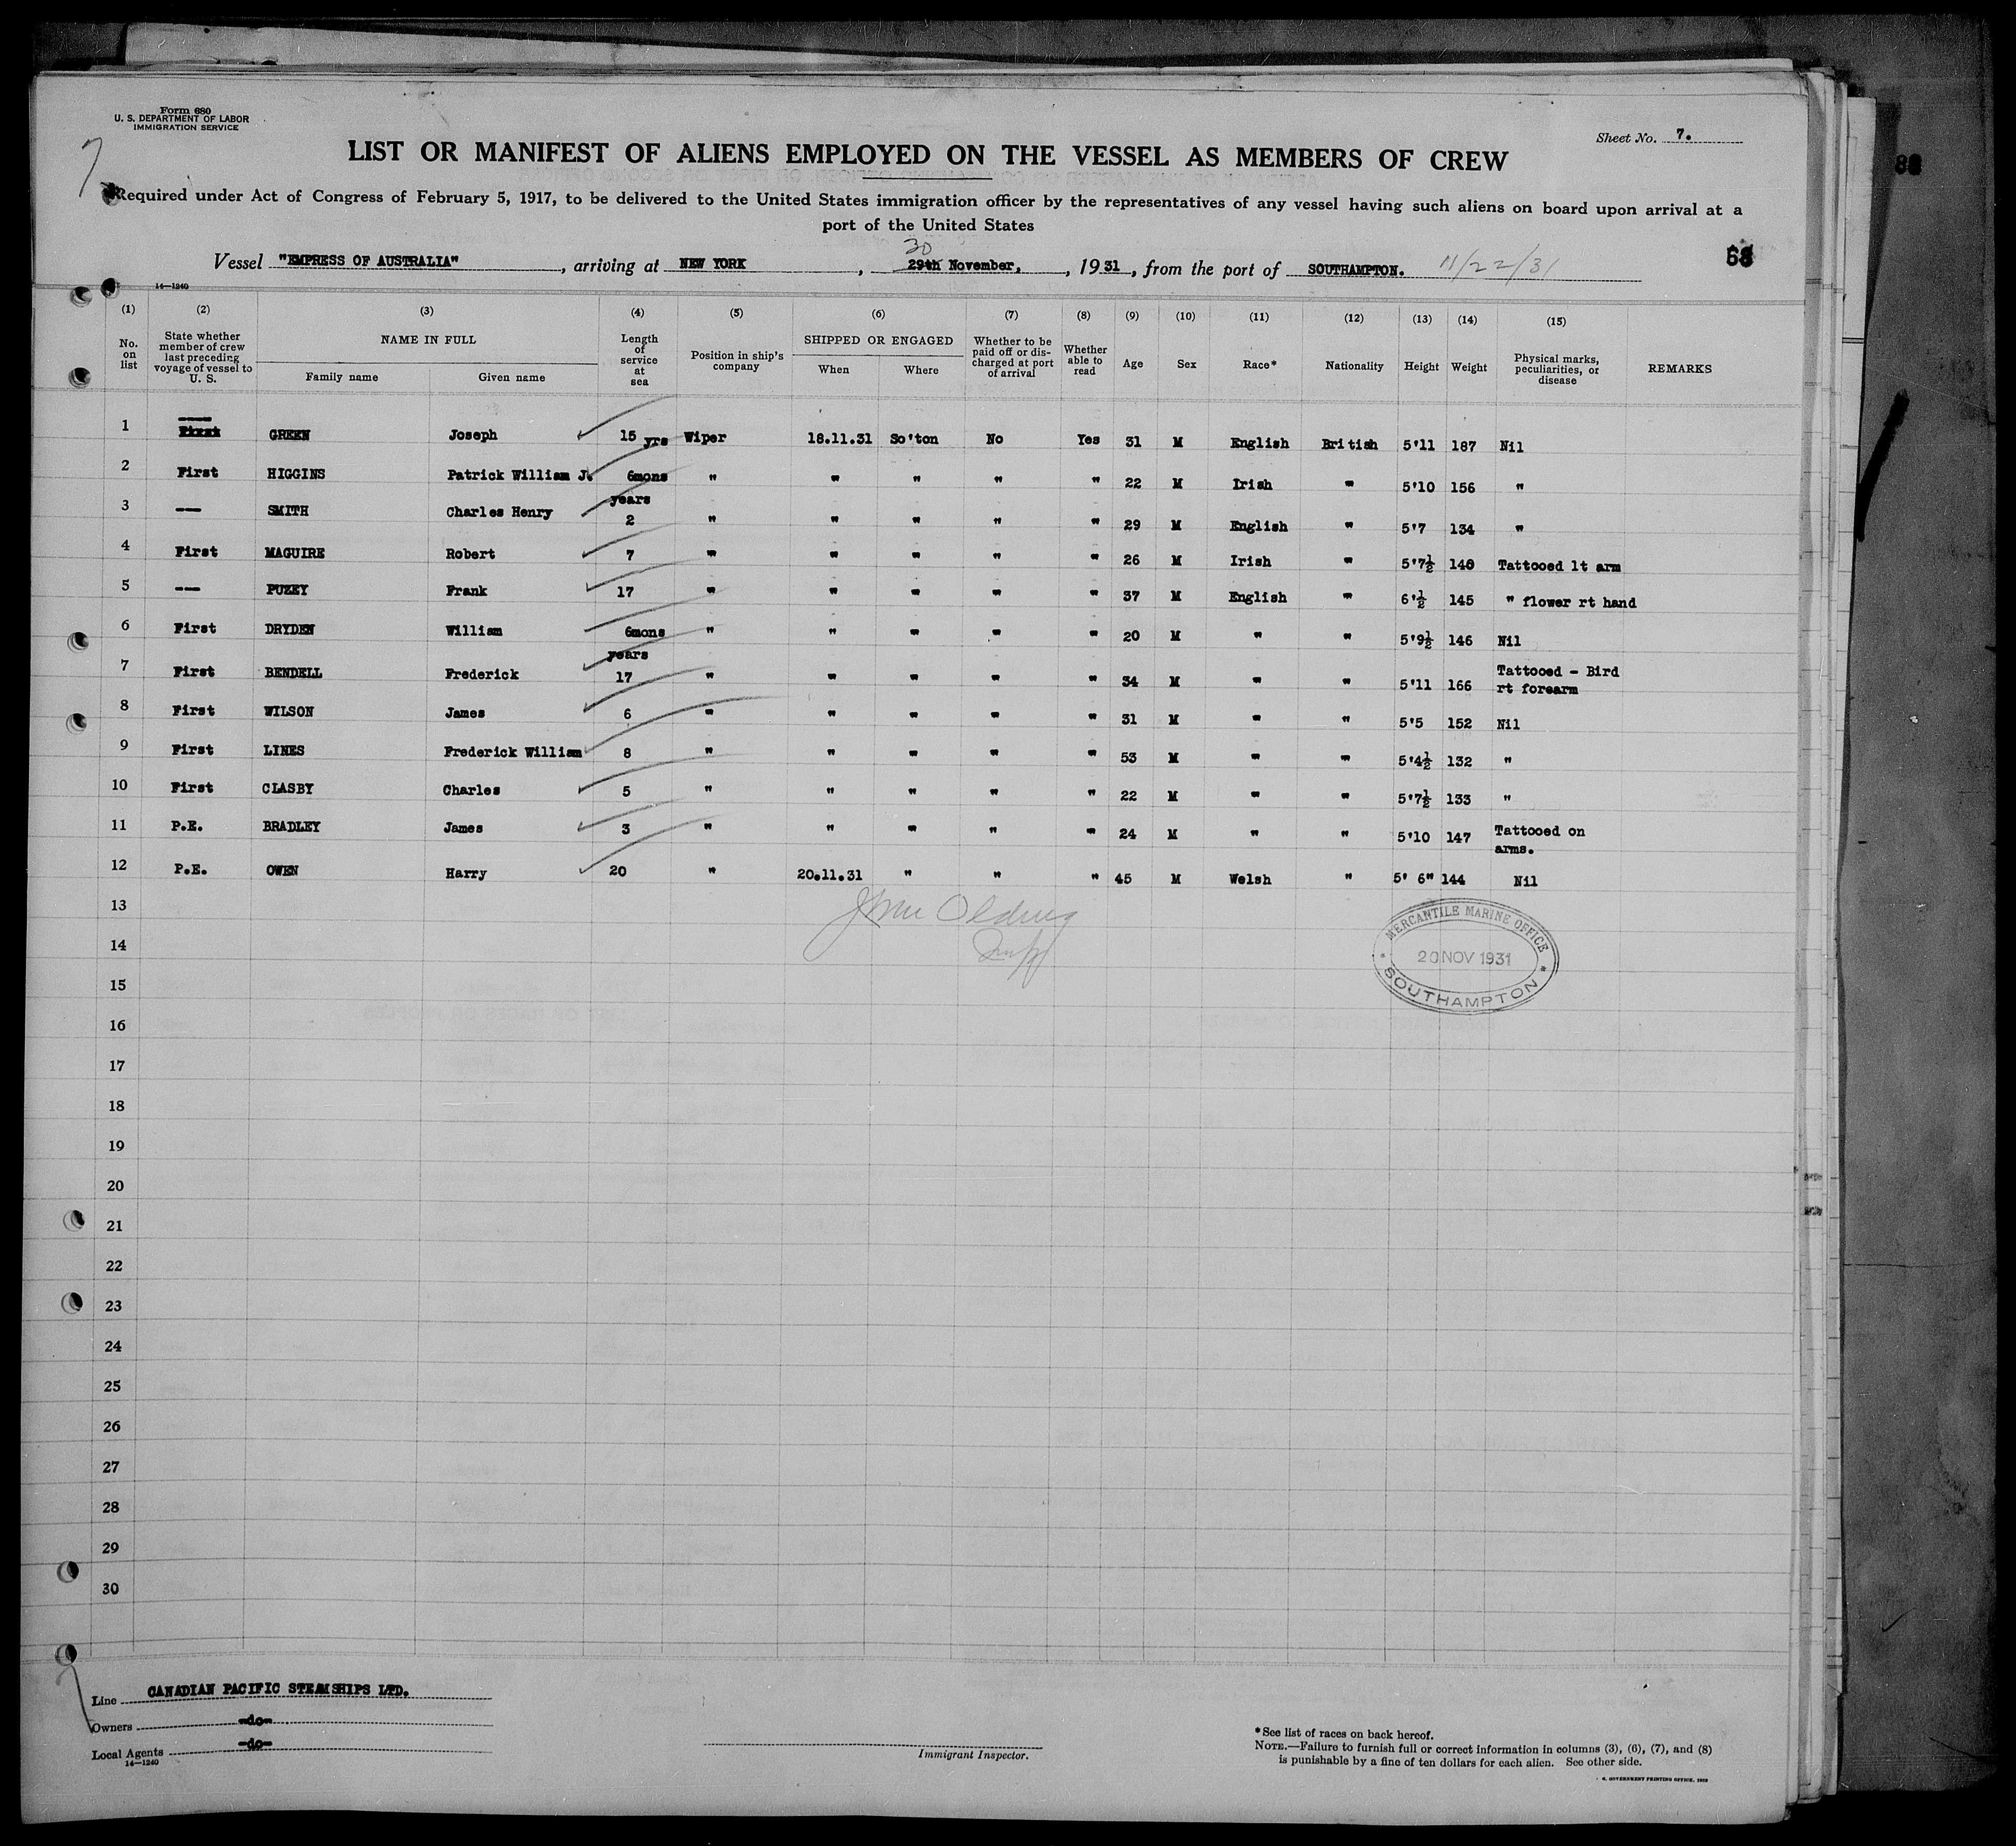 Form 680
U. S. DEPARTMENT OF LABOR
IMMIGRATION SERVICE
Sheet No. 7.
7
LIST OR MANIFEST OF ALIENS EMPLOYED ON THE VESSEL AS MEMBERS OF CREW
Required under Act of Congress of February 5, 1917, to be delivered to the United States immigration officer by the representatives of any vessel having such aliens on board upon arrival at a
port of the United States
30
Vessel "EMPRESS OF AUSTRALIA", arriving at NEW YORK, 29th November, , 1931, from the port of SOUTHAMPTON. 11/22/31
14—1240
(1) (2) (3) (4) (5) (6) (7) (8) (9) (10) (11) (12) (13) (14) (15)
No. on list State whether member of crew last preceding voyage of vessel to U. S. NAME IN FULL Family name Given name Length of service at sea Position in ship's company SHIPPED OR ENGAGED When Where Whether to be paid off or discharged at port of arrival Whether able to read Age Sex Race* Nationality Height Weight Physical marks, peculiarities, or disease REMARKS
1 --- First GREEN Joseph 15 yrs Wiper 18.11.31 So'ton No Yes 31 M English British 5'11 187 Nil
2 First HIGGINS Patrick William J. 6mons " " " " " 22 M Irish " 5'10 156 "
3 --- SMITH Charles Henry years 2 " " " " " 29 M English " 5'7 134 "
4 First MAGUIRE Robert 7 " " " " " 26 M Irish " 5'7½ 140 Tattooed lt arm
5 --- PUZEY Frank 17 " " " " " 37 M English " 6'½ 145 " flower rt hand
6 First DRYDEN William 6mons " " " " " 20 M " " 5'9½ 146 Nil
7 First BENDELL Frederick years 17 " " " " " 34 M " " 5'11 166 Tattooed - Bird rt forearm
8 First WILSON James 6 " " " " " 31 M " " 5'5 152 Nil
9 First LINES Frederick William 8 " " " " " 53 M " " 5'4½ 132 "
10 First CLASBY Charles 5 " " " " " 22 M " " 5'7½ 133 "
11 P.E. BRADLEY James 3 " " " " " 24 M " " 5'10 147 Tattooed on arms.
12 P.E. OWEN Harry 20 " 20.11.31 " " " 45 M Welsh " 5' 6" 144 Nil
13
14
15
16
17
18
19
20
21
22
23
24
25
26
27
28
29
30
MERCANTILE MARINE OFFICE
20 NOV 1931
SOUTHAMPTON
Line CANADIAN PACIFIC STEAMSHIPS LTD.
Owners -do-
Local Agents -do-
14—1240
Immigrant Inspector.
*See list of races on back hereof.
NOTE.—Failure to furnish full or correct information in columns (3), (6), (7), and (8)
is punishable by a fine of ten dollars for each alien. See other side.